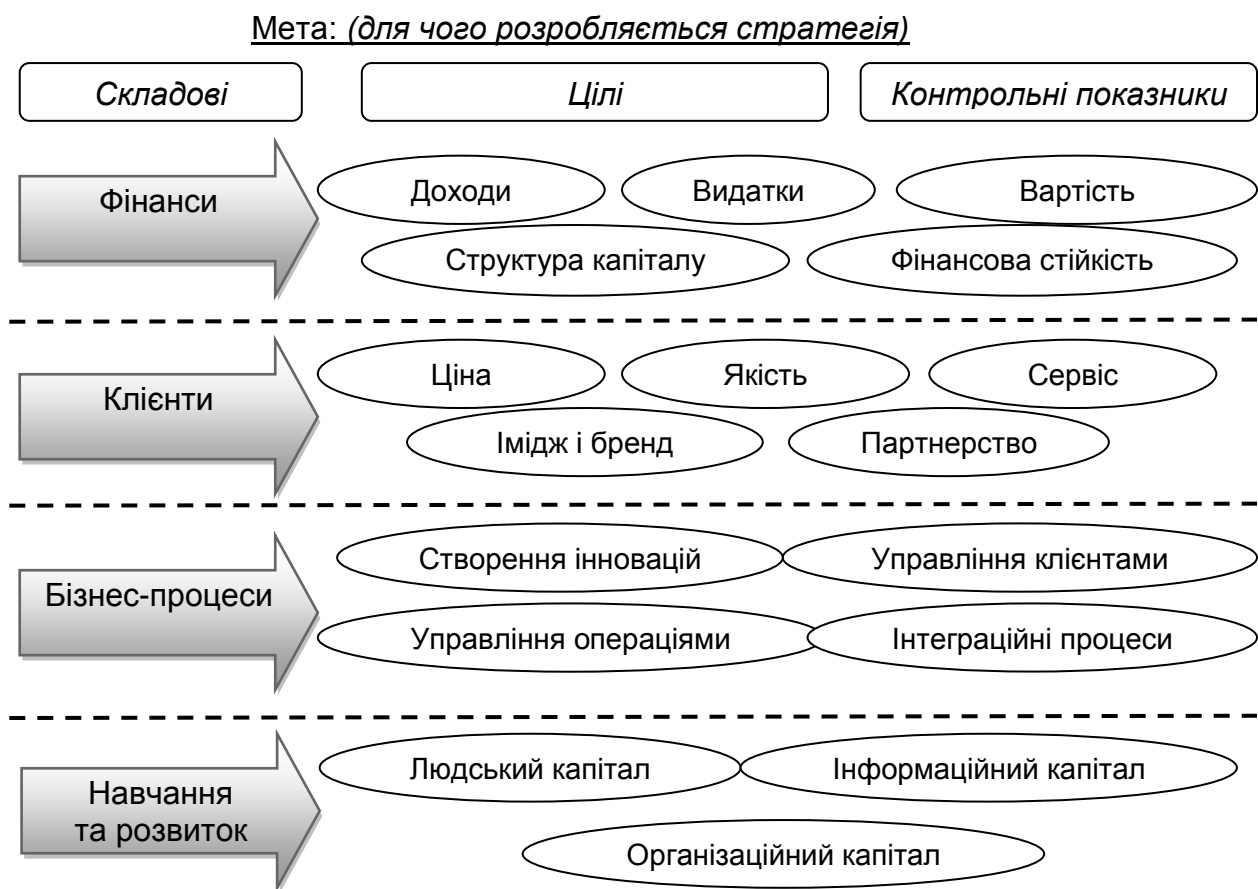 Мета: (для чого розробляється стратегія)
Складові
Цілі
Контрольні показники
Фінанси
Доходи
Видатки
Вартість
Структура капіталу
Фінансова стійкість
Клієнти
Ціна
Якість
Сервіс
Імідж і бренд
Партнерство
Бізнес-процеси
Створення інновацій
Управління клієнтами
Управління операціями
Інтеграційні процеси
Навчання
та розвиток
Людський капітал
Інформаційний капітал
Організаційний капітал